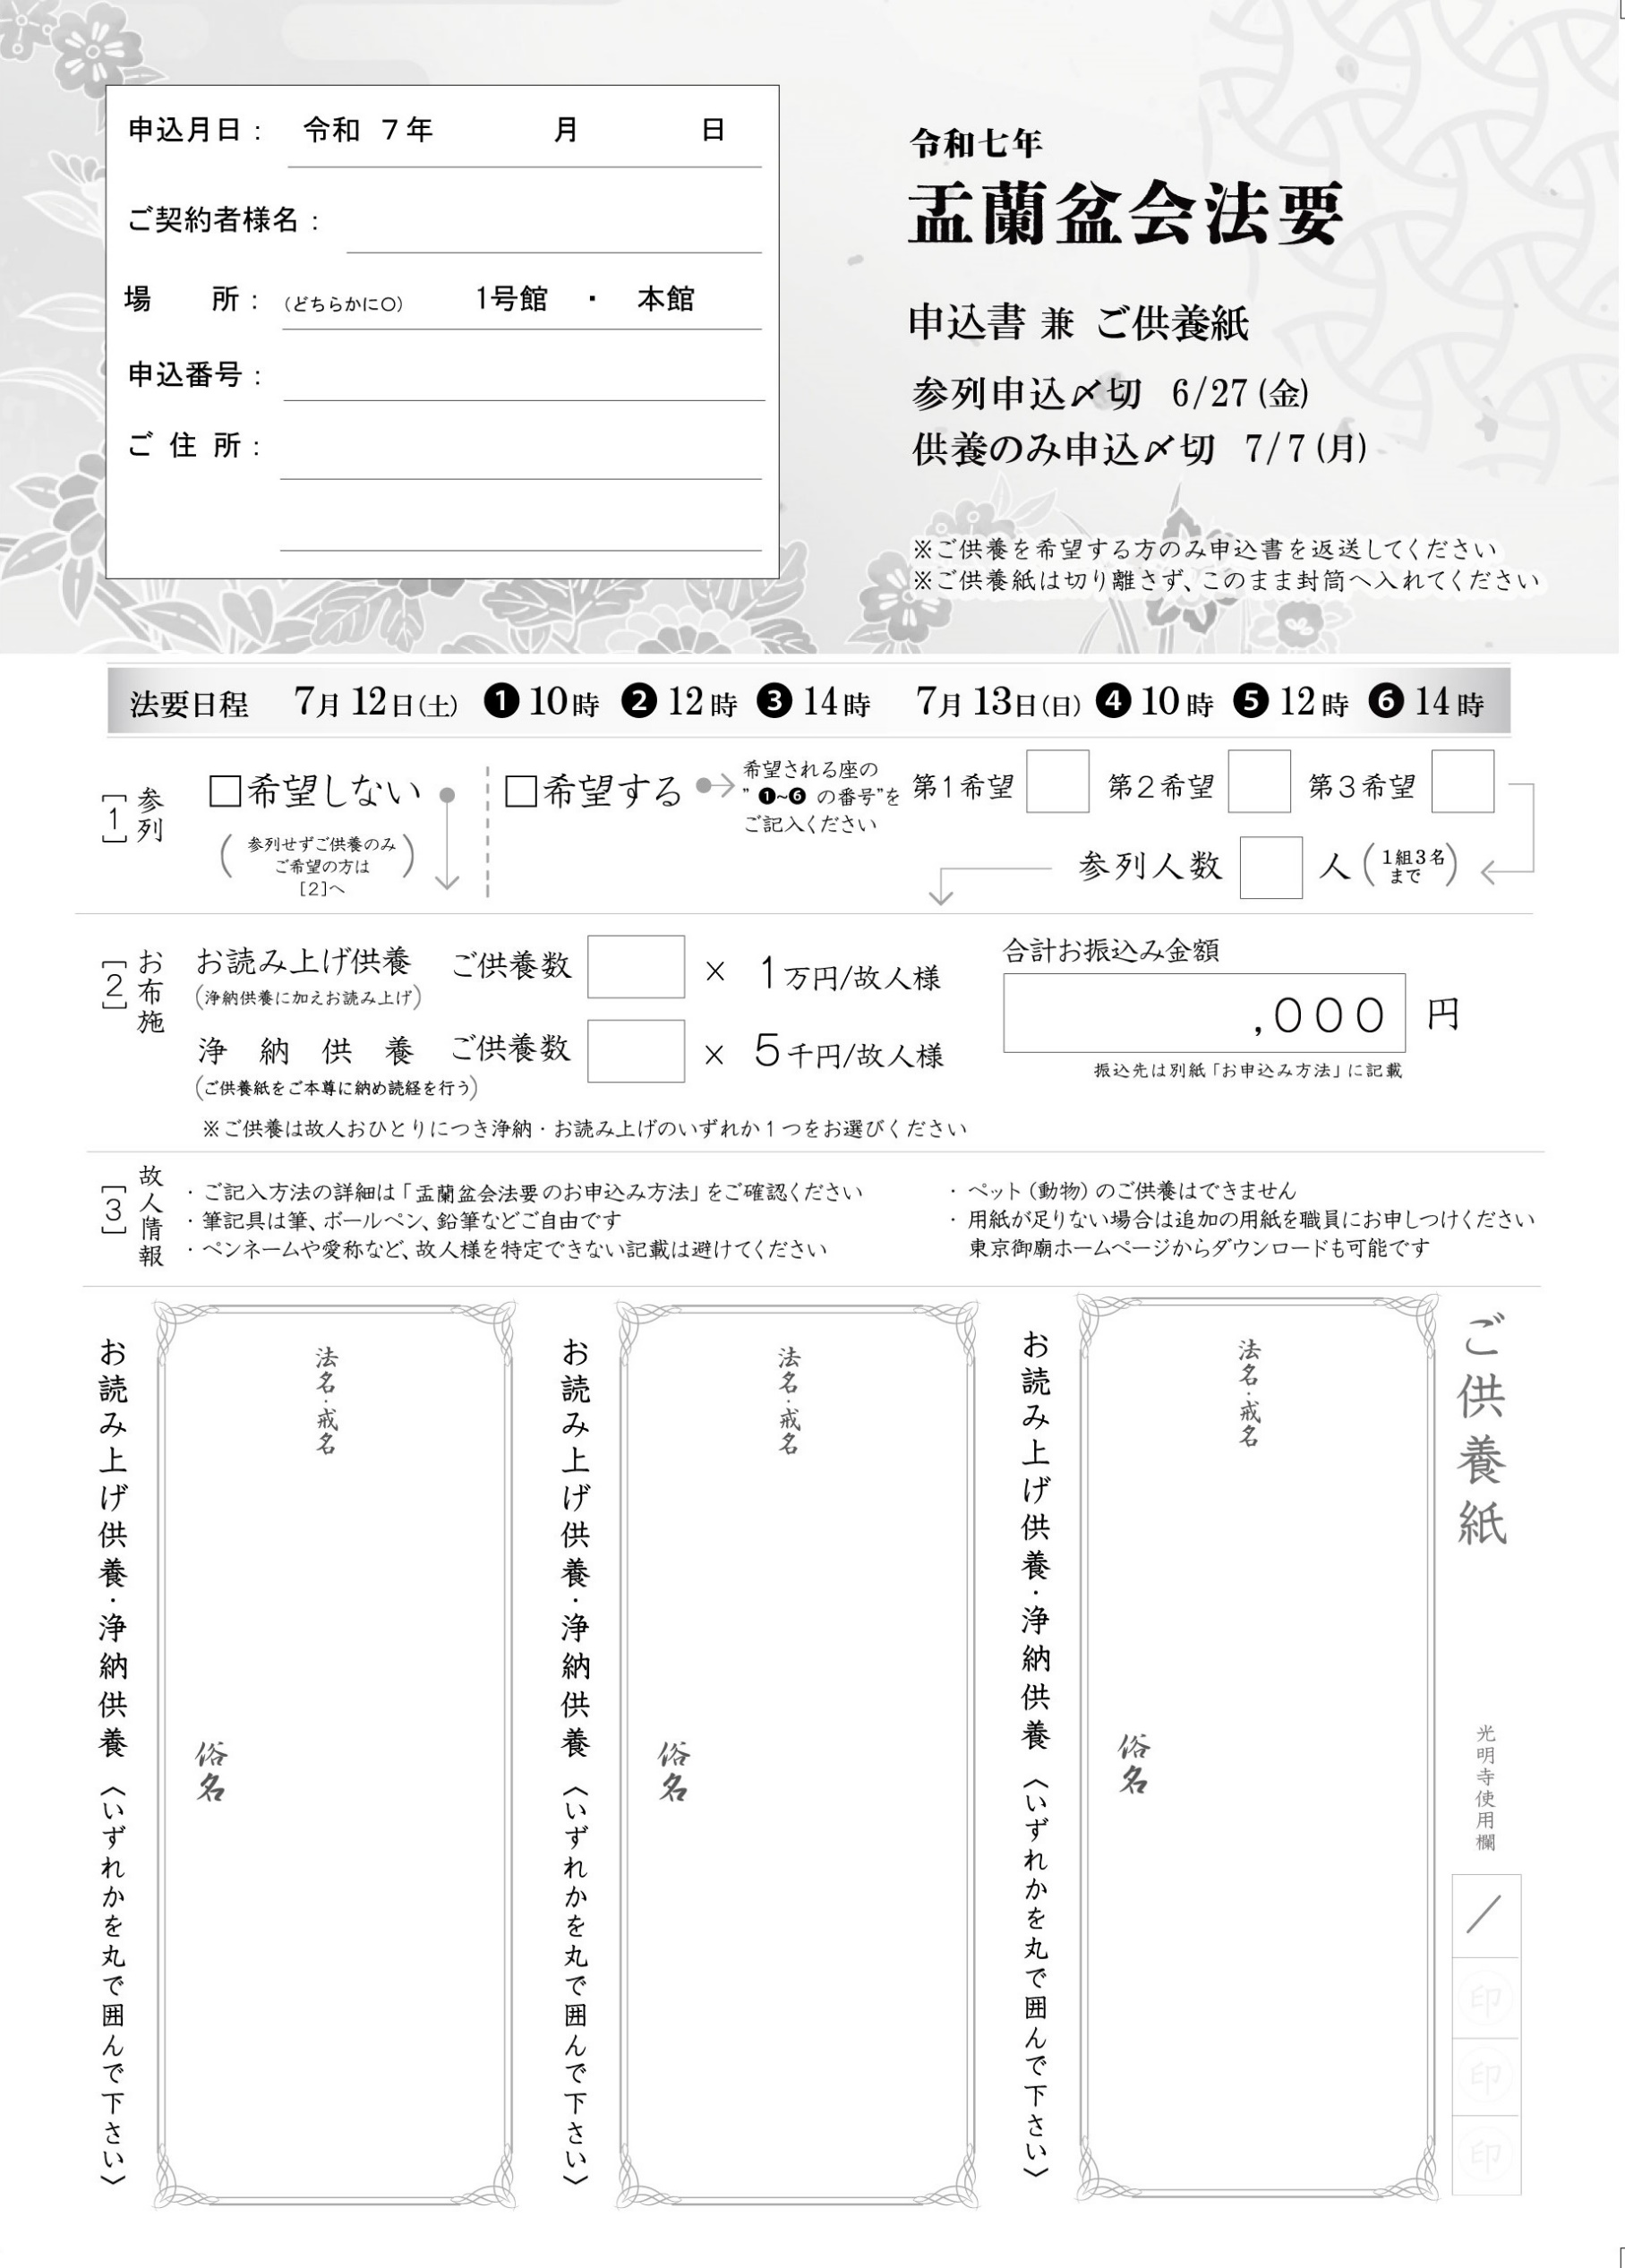 申込月日： 令和 7年 月 日
ご契約者様名：
場 所：（どちらかに○） 1号館 ・ 本館
申込番号：
ご住所：
令和七年
盂蘭盆会法要
申込書 兼 ご供養紙
参列申込〆切 6/27(金)
供養のみ申込〆切 7/7(月)
※ご供養を希望する方のみ申込書を返送してください
※ご供養紙は切り離さず、このまま封筒へ入れてください
法要日程 7月12日(土) ❶10時 ❷12時 ❸14時 7月13日(日) ❹10時 ❺12時 ❻14時
[1] 参列
□希望しない
(参列せずご供養のみ
ご希望の方は
[2]へ)
□希望する
希望される座の
"❶~❻ の番号"を
ご記入ください
第1希望 第2希望 第3希望
参列人数 人 (1組3名
まで)
[2] お布施
お読み上げ供養 ご供養数 × 1万円/故人様
(浄納供養に加えお読み上げ)
浄納供養 ご供養数 × 5千円/故人様
(ご供養紙をご本尊に納め読経を行う)
※ご供養は故人おひとりにつき浄納・お読み上げのいずれか1つをお選びください
合計お振込み金額
,000 円
振込先は別紙「お申込み方法」に記載
[3] 故人情報
・ご記入方法の詳細は「盂蘭盆会法要のお申込み方法」をご確認ください
・筆記具は筆、ボールペン、鉛筆などご自由です
・ペンネームや愛称など、故人様を特定できない記載は避けてください
・ペット（動物）のご供養はできません
・用紙が足りない場合は追加の用紙を職員にお申しつけください
東京御廟ホームページからダウンロードも可能です
ご供養紙
光明寺使用欄
／
印
印
印
法名・戒名
俗名
お読み上げ供養・浄納供養〈いずれかを丸で囲んで下さい〉
法名・戒名
俗名
お読み上げ供養・浄納供養〈いずれかを丸で囲んで下さい〉
法名・戒名
俗名
お読み上げ供養・浄納供養〈いずれかを丸で囲んで下さい〉